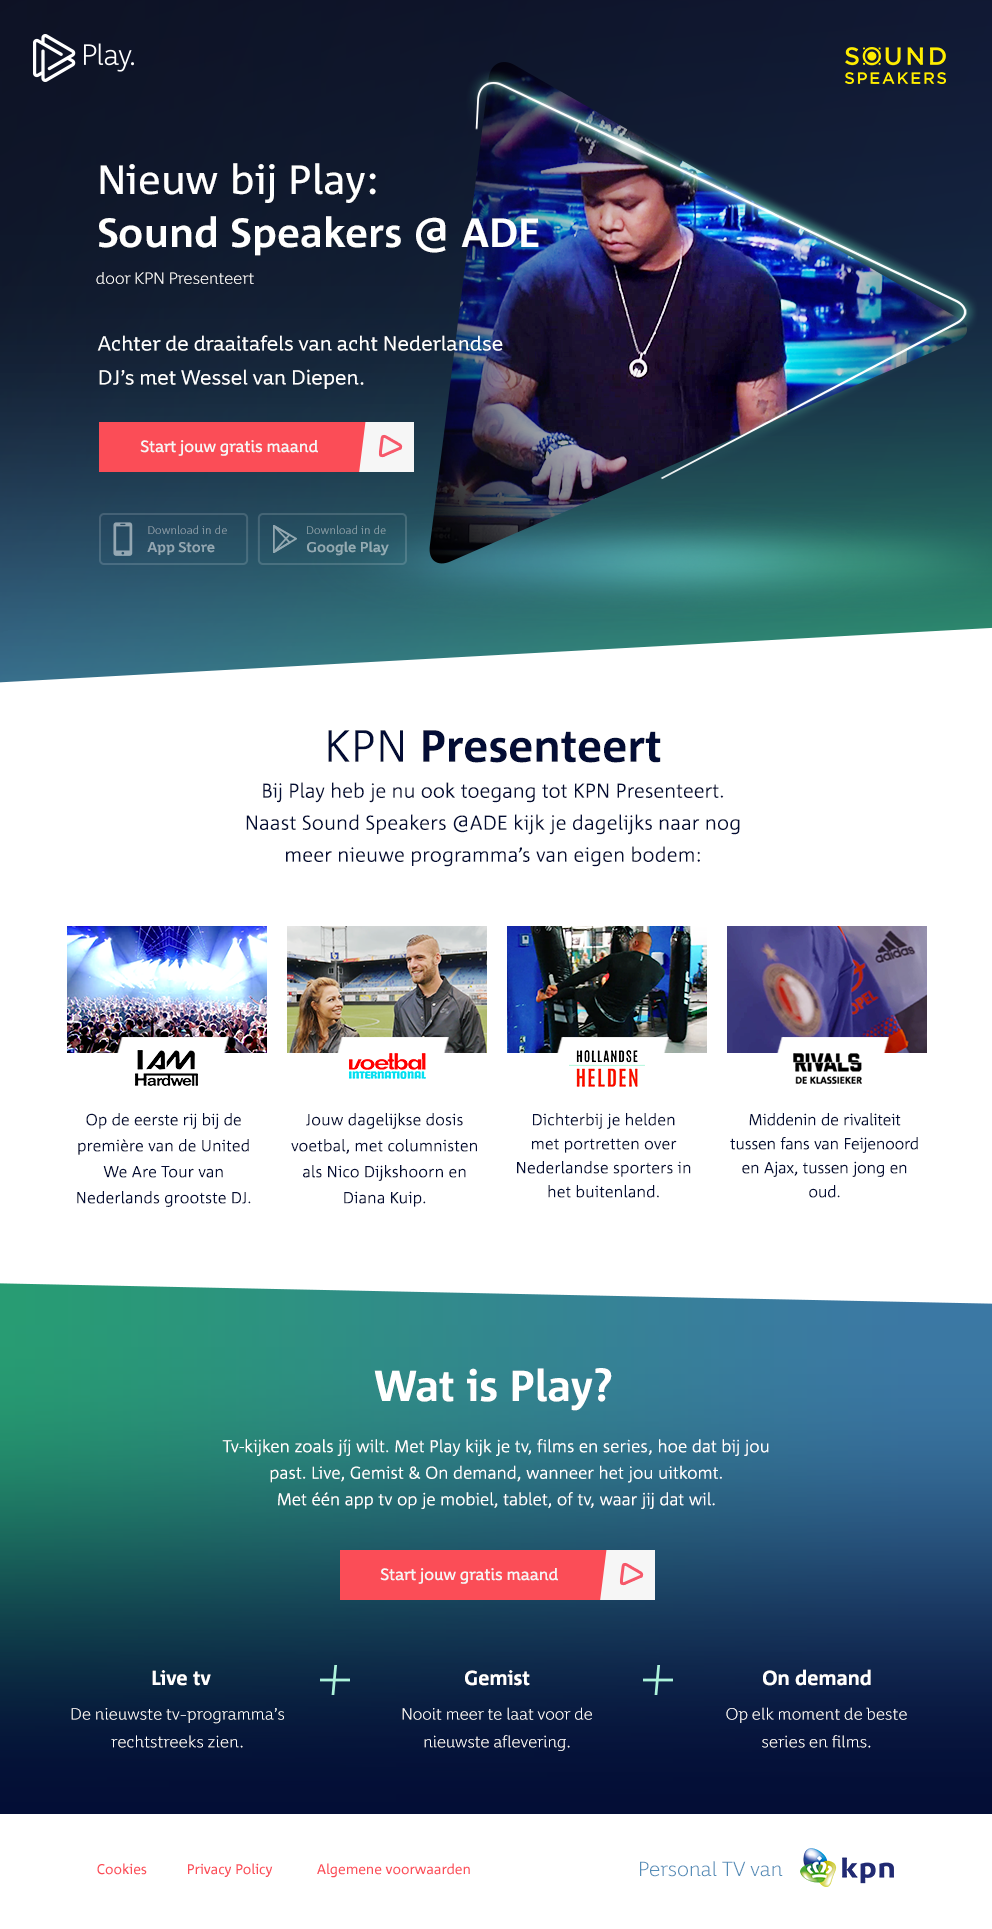 Play.
SOUND
SPEAKERS
Nieuw bij Play:
Sound Speakers @ ADE
door KPN Presenteert
Achter de draaitafels van acht Nederlandse
DJ's met Wessel van Diepen.
Start jouw gratis maand
Download in de
App Store
Download in de
Google Play
KPN Presenteert
Bij Play heb je nu ook toegang tot KPN Presenteert.
Naast Sound Speakers @ADE kijk je dagelijks naar nog
meer nieuwe programma's van eigen bodem:
I AM
Hardwell
Op de eerste rij bij de
première van de United
We Are Tour van
Nederlands grootste DJ.
voetbal
INTERNATIONAL
Jouw dagelijkse dosis
voetbal, met columnisten
als Nico Dijkshoorn en
Diana Kuip.
HOLLANDSE
HELDEN
Dichterbij je helden
met portretten over
Nederlandse sporters in
het buitenland.
adidas
OPEL
RIVALS
DE KLASSIEKER
Middenin de rivaliteit
tussen fans van Feijenoord
en Ajax, tussen jong en
oud.
Wat is Play?
Tv-kijken zoals jíj wilt. Met Play kijk je tv, films en series, hoe dat bij jou
past. Live, Gemist & On demand, wanneer het jou uitkomt.
Met één app tv op je mobiel, tablet, of tv, waar jij dat wil.
Start jouw gratis maand
Live tv
De nieuwste tv-programma's
rechtstreeks zien.
Gemist
Nooit meer te laat voor de
nieuwste aflevering.
On demand
Op elk moment de beste
series en films.
Cookies
Privacy Policy
Algemene voorwaarden
Personal TV van
kpn